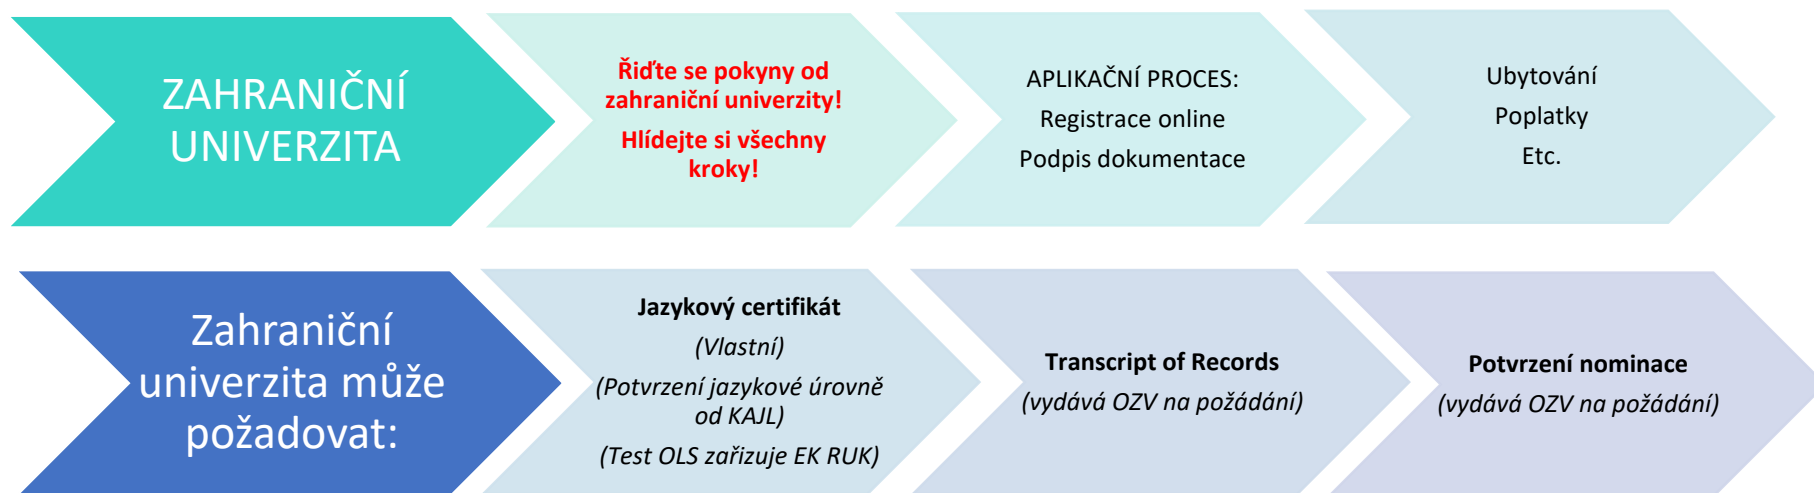 ZAHRANIČNÍ
UNIVERZITA
Řiďte se pokyny od
zahraniční univerzity!
Hlídejte si všechny
kroky!
APLIKAČNÍ PROCES:
Registrace online
Podpis dokumentace
Ubytování
Poplatky
Etc.
Zahraniční
univerzita může
požadovat:
Jazykový certifikát
(Vlastní)
(Potvrzení jazykové úrovně
od KAJL)
(Test OLS zařizuje EK RUK)
Transcript of Records
(vydává OZV na požádání)
Potvrzení nominace
(vydává OZV na požádání)